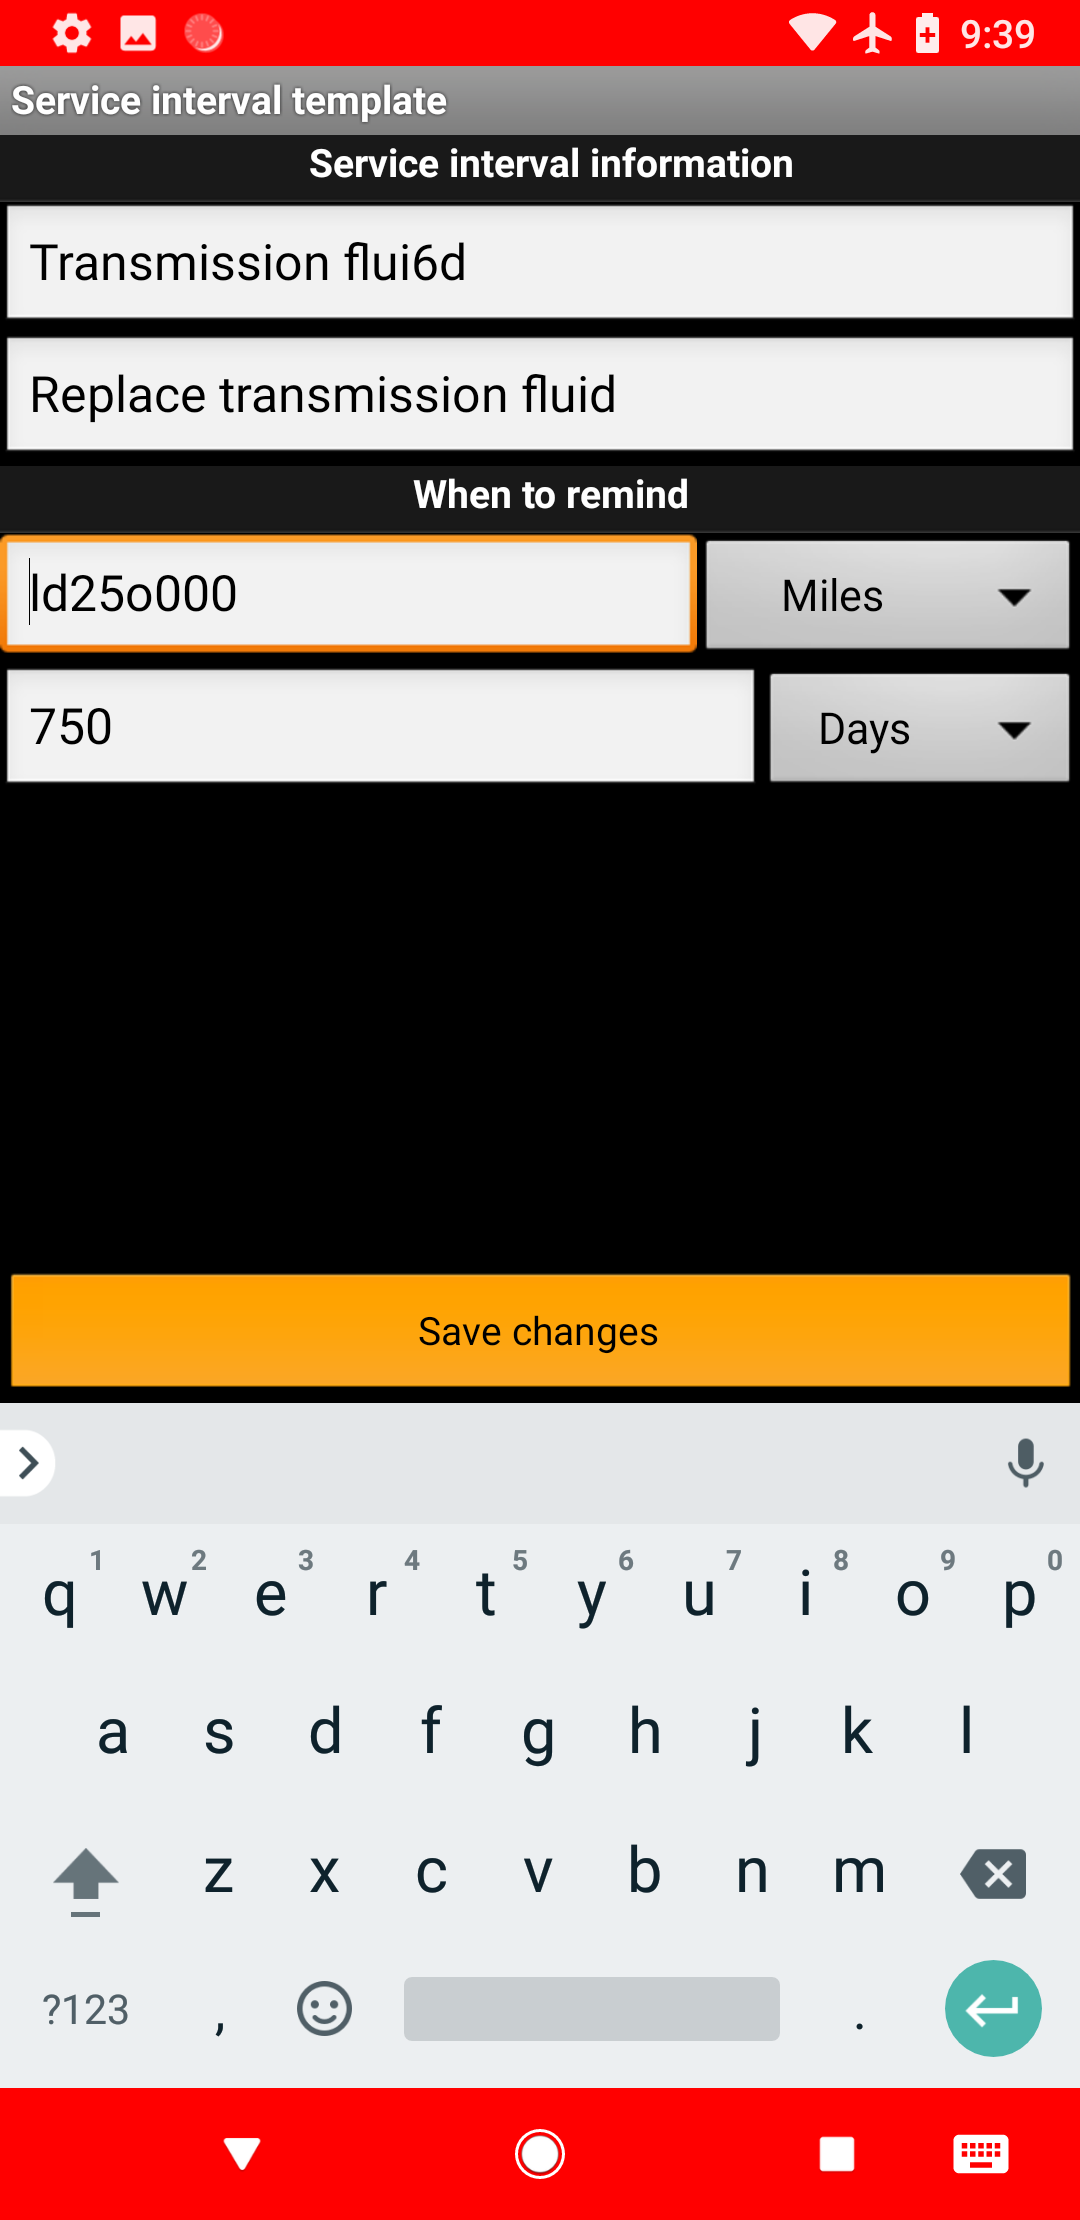 9:39
Service interval template
Service interval information
Transmission flui6d
Replace transmission fluid
When to remind
ld25o000
Miles
750
Days
Save changes
1 2 3 4 5 6 7 8 9 0
q w e r t y u i o p
a s d f g h j k l
z x c v b n m
?123 , .